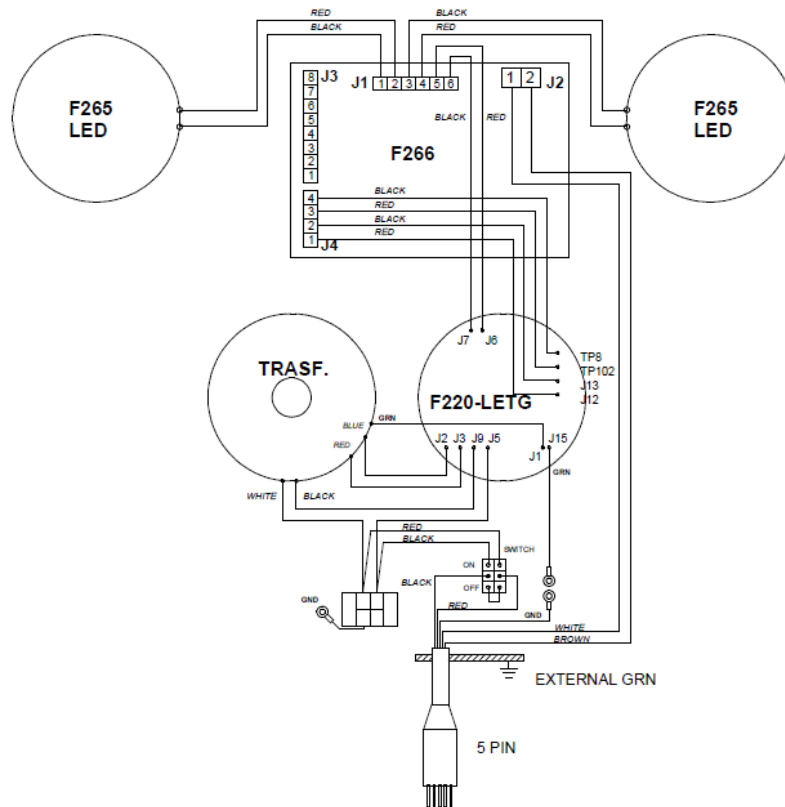 RED
BLACK
BLACK
RED
F265
LED
8 J3
7
6
5
4
3
2
1
J1 1 2 3 4 5 6
1 2 J2
BLACK
RED
F266
F265
LED
4
3
2
1 J4
BLACK
RED
BLACK
RED
TRASF.
J7 J6
TP8
TP102
J13
J12
F220-LETG
BLUE
GRN
RED
J2 J3 J9 J5
J1
J15
GRN
WHITE
BLACK
RED
BLACK
SWITCH
ON
OFF
BLACK
RED
GND
GND
WHITE
BROWN
EXTERNAL GRN
5 PIN